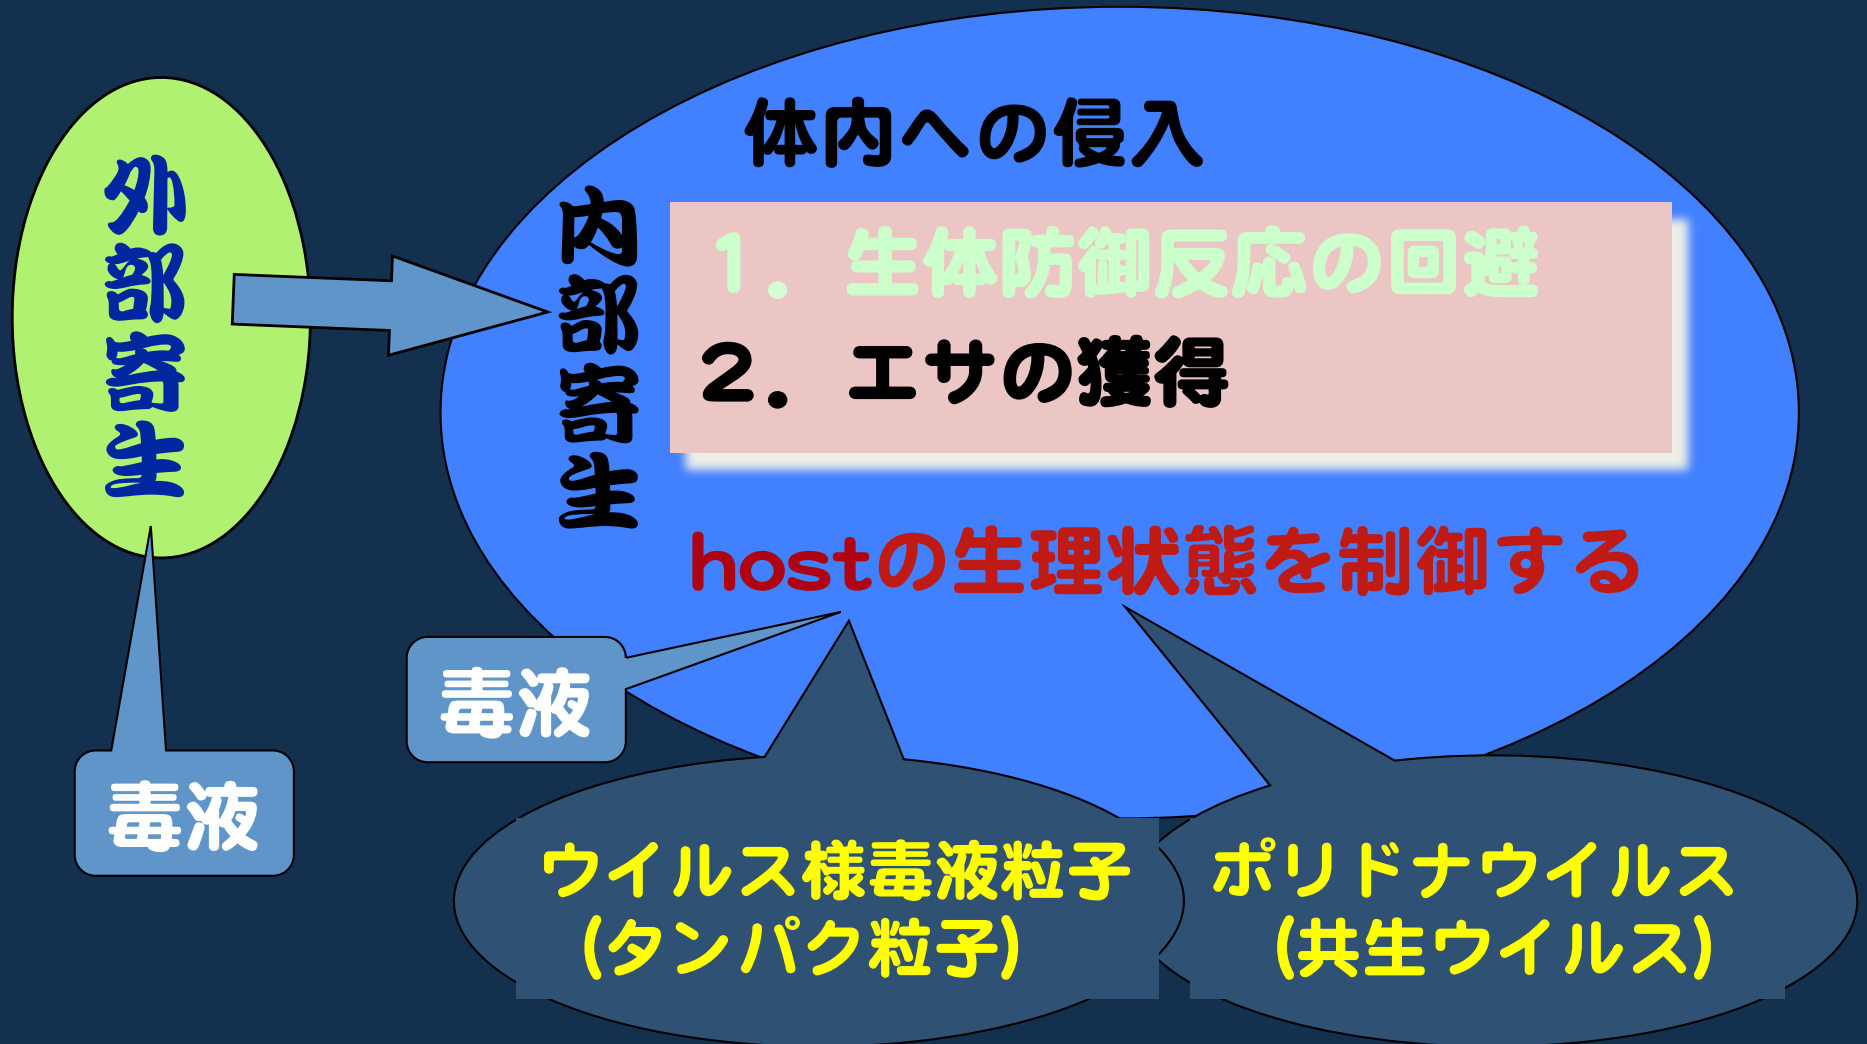 外部寄生
毒液
体内への侵入
内部寄生
１．生体防御反応の回避
２．エサの獲得
hostの生理状態を制御する
毒液
ウイルス様毒液粒子
(タンパク粒子)
ポリドナウイルス
(共生ウイルス)